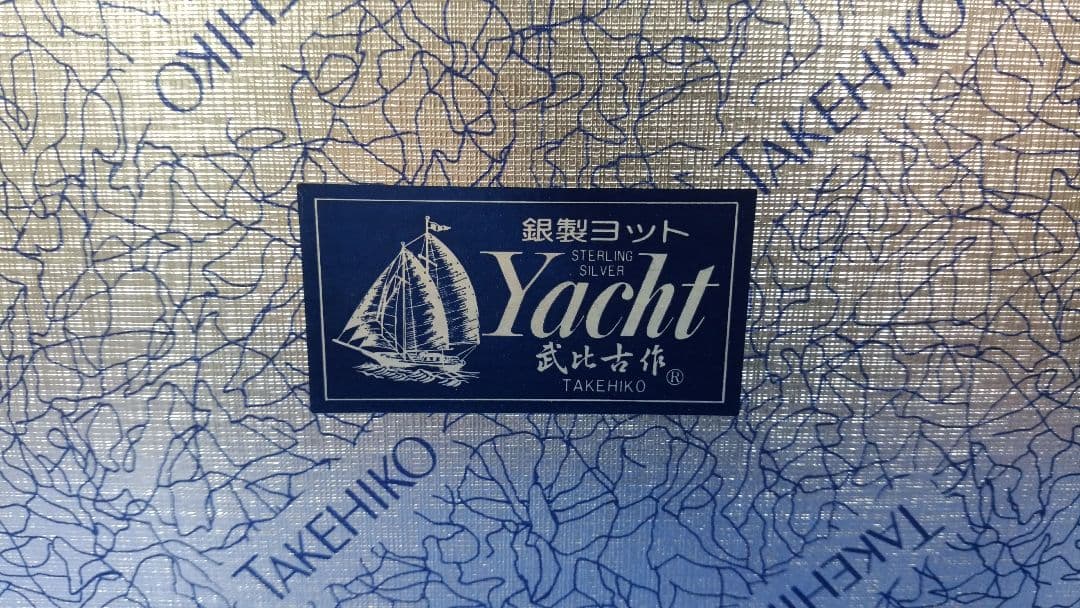 TAKEHIKO
TAKEHIKO
銀製ヨット
STERLING
SILVER
Yacht
武比古作
TAKEHIKO ®
TAKEHIKO
TAKEHIKO